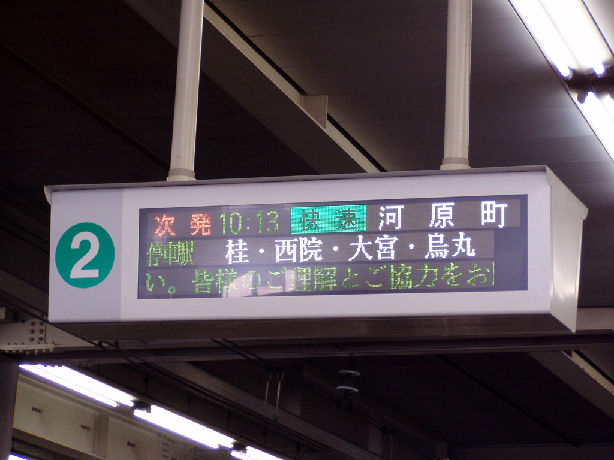 2
次発 10:13 快速 河原町
停車駅 桂・西院・大宮・烏丸
い。皆様のご理解とご協力をお